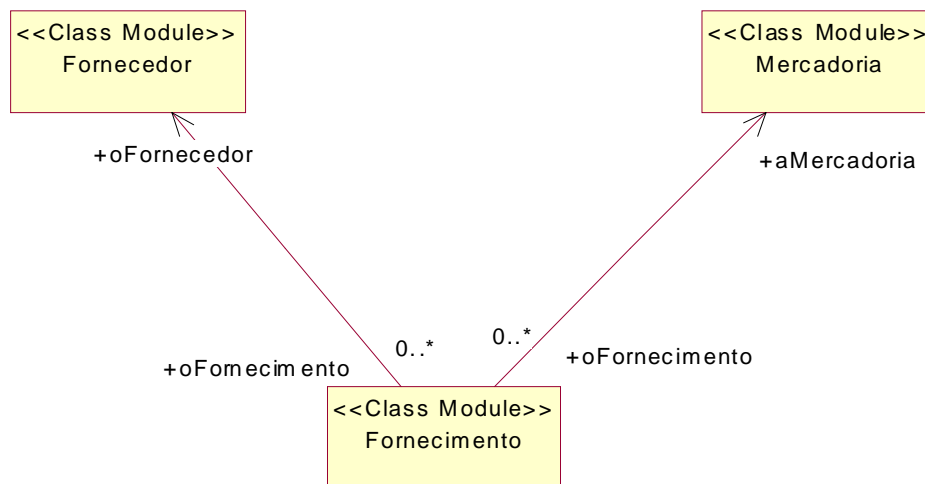 <<Class Module>>
Fornecedor
<<Class Module>>
Mercadoria
+oFornecedor
+aMercadoria
0..*
0..*
+oFornecimento
+oFornecimento
<<Class Module>>
Fornecimento